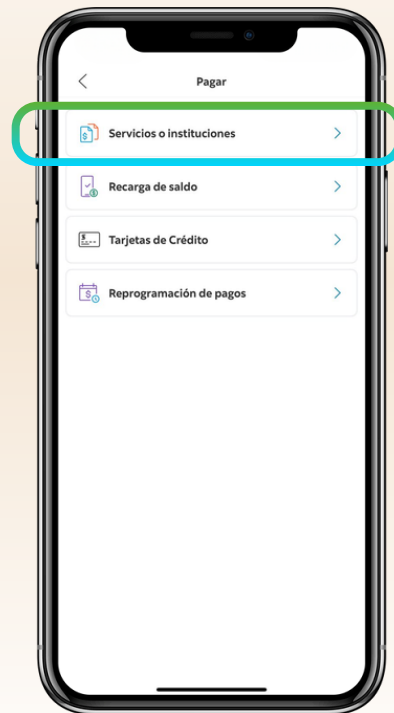 Pagar
Servicios o instituciones
Recarga de saldo
Tarjetas de Crédito
Reprogramación de pagos